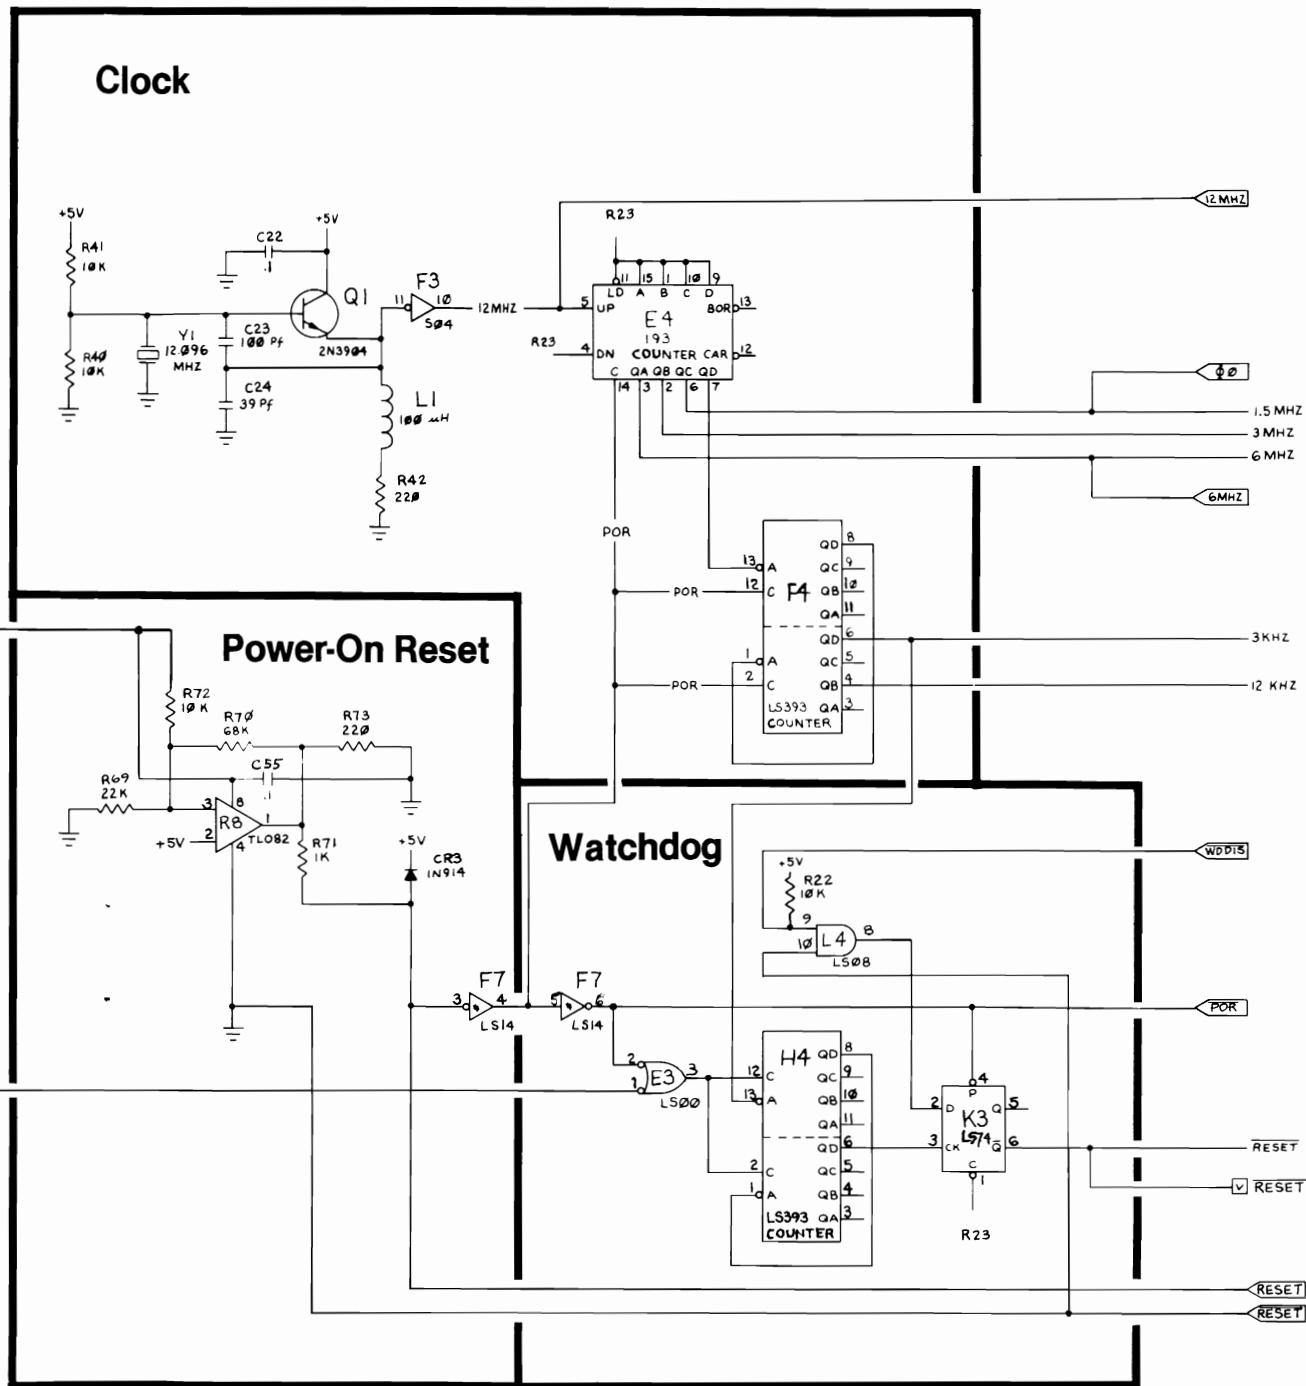 Clock
+5V
R41
10K
R40
10K
Y1
12.096
MHZ
C22
.1
+5V
Q1
2N3904
C23
100 Pf
C24
39 Pf
L1
100 uH
R42
220
F3
11
10
S04
12MHZ
R23
11 15 1 10 9
LD A B C D
5 UP
BOR 13
E4
193
COUNTER
R23
4 DN
CAR 12
C QA QB QC QD
14 3 2 6 7
12MHZ
Φ0
1.5 MHZ
3 MHZ
6 MHZ
6MHZ
POR
13 A
POR
12 C
F4
QD 8
QC 9
QB 10
QA 11
QD 6
3KHZ
1 A
QC 5
POR
2 C
QB 4
12 KHZ
QA 3
LS393
COUNTER
Power-On Reset
R72
10 K
R70
68K
R73
220
C55
.1
R69
22K
3
8
R8
1
TL082
+5V
2
4
R71
1K
+5V
CR3
1N914
Watchdog
WDDIS
+5V
R22
10K
9
10
L4
8
LS08
F7
3
4
LS14
F7
5
6
LS14
POR
2
1
E3
3
LS00
12 C
13 A
H4
QD 8
QC 9
QB 10
QA 11
QD 6
2 C
QC 5
1 A
QB 4
QA 3
LS393
COUNTER
4
P
2 D
Q 5
K3
LS74
3 CK
Q 6
C
1
R23
RESET
V RESET
RESET
RESET